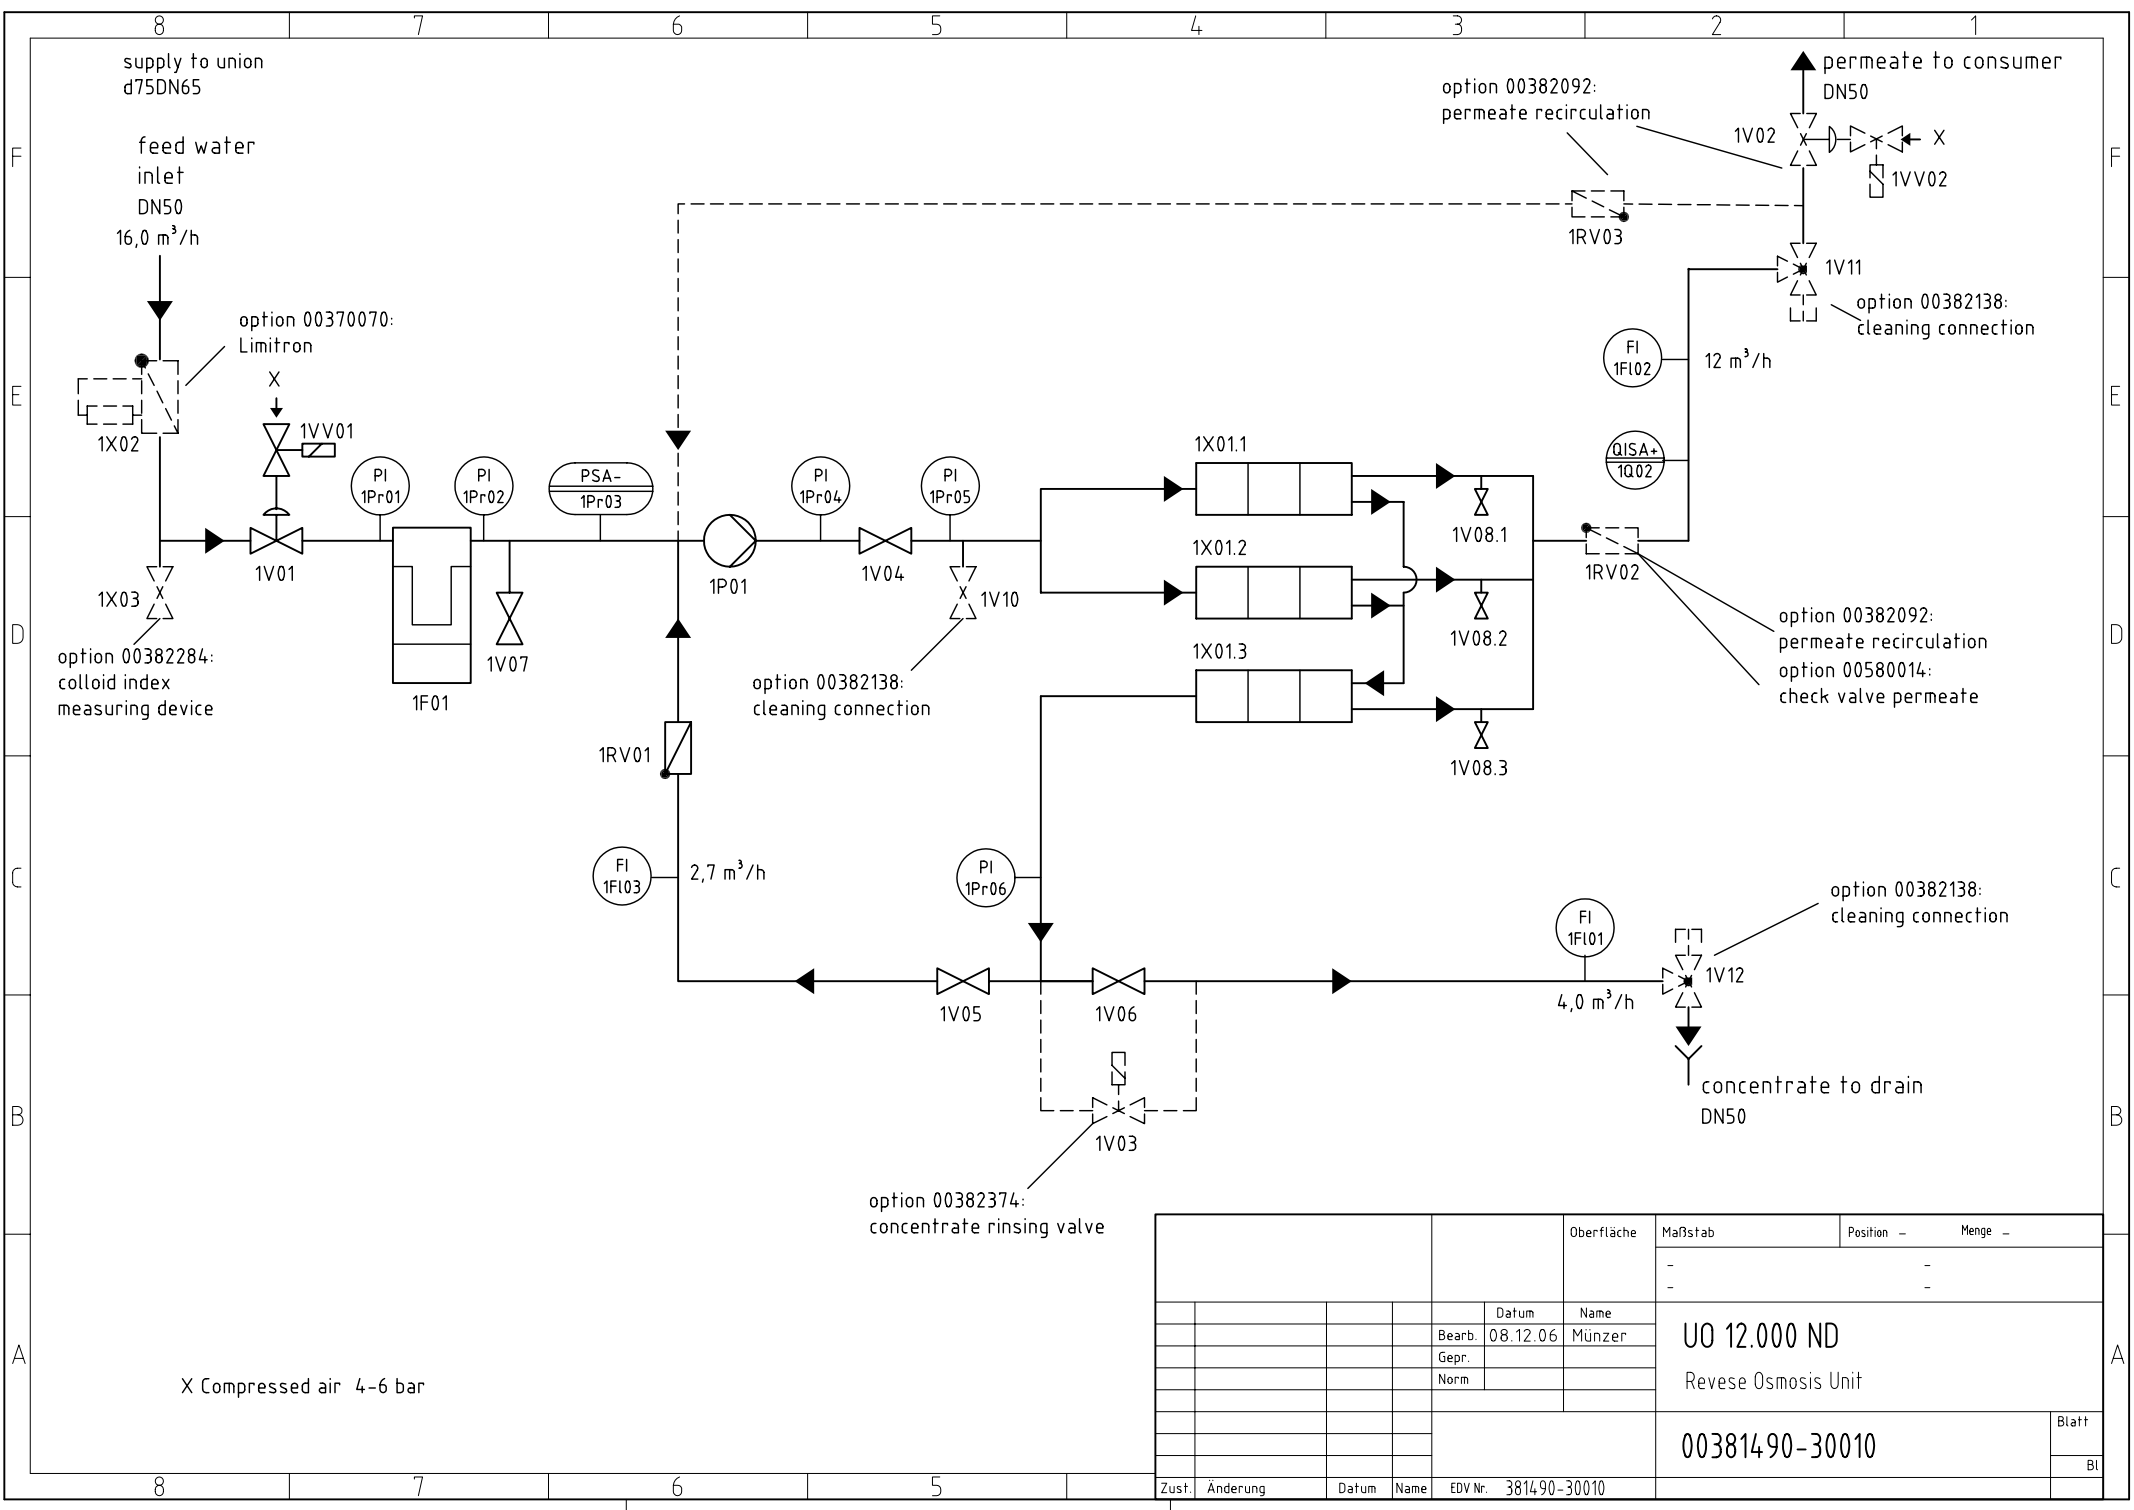 8 7 6 5 4 3 2 1
supply to union
d75DN65
feed water
inlet
DN50
16,0 m³/h
option 00370070:
Limitron
1X02
X
1VV01
PI
1Pr01
PI
1Pr02
PSA-
1Pr03
PI
1Pr04
PI
1Pr05
1X03
1V01
1F01
1V07
1P01
1V04
1V10
option 00382284:
colloid index
measuring device
option 00382138:
cleaning connection
1RV01
FI
1Fl03
2,7 m³/h
PI
1Pr06
1X01.1
1X01.2
1X01.3
1V08.1
1V08.2
1V08.3
1RV02
option 00382092:
permeate recirculation
option 00580014:
check valve permeate
option 00382092:
permeate recirculation
1RV03
permeate to consumer
DN50
1V02
X
1VV02
1V11
option 00382138:
cleaning connection
FI
1Fl02
12 m³/h
QISA+
1Q02
1V05
1V06
1V03
option 00382374:
concentrate rinsing valve
FI
1Fl01
4,0 m³/h
option 00382138:
cleaning connection
1V12
concentrate to drain
DN50
X Compressed air 4-6 bar
F F
E E
D D
C C
B B
A A
8 7 6 5
Oberfläche Maßstab Position - Menge -
- -
- -
Datum Name
Bearb. 08.12.06 Münzer
Gepr.
Norm
UO 12.000 ND
Revese Osmosis Unit
00381490-30010
Blatt
Bl
Zust. Änderung Datum Name EDV Nr. 381490-30010